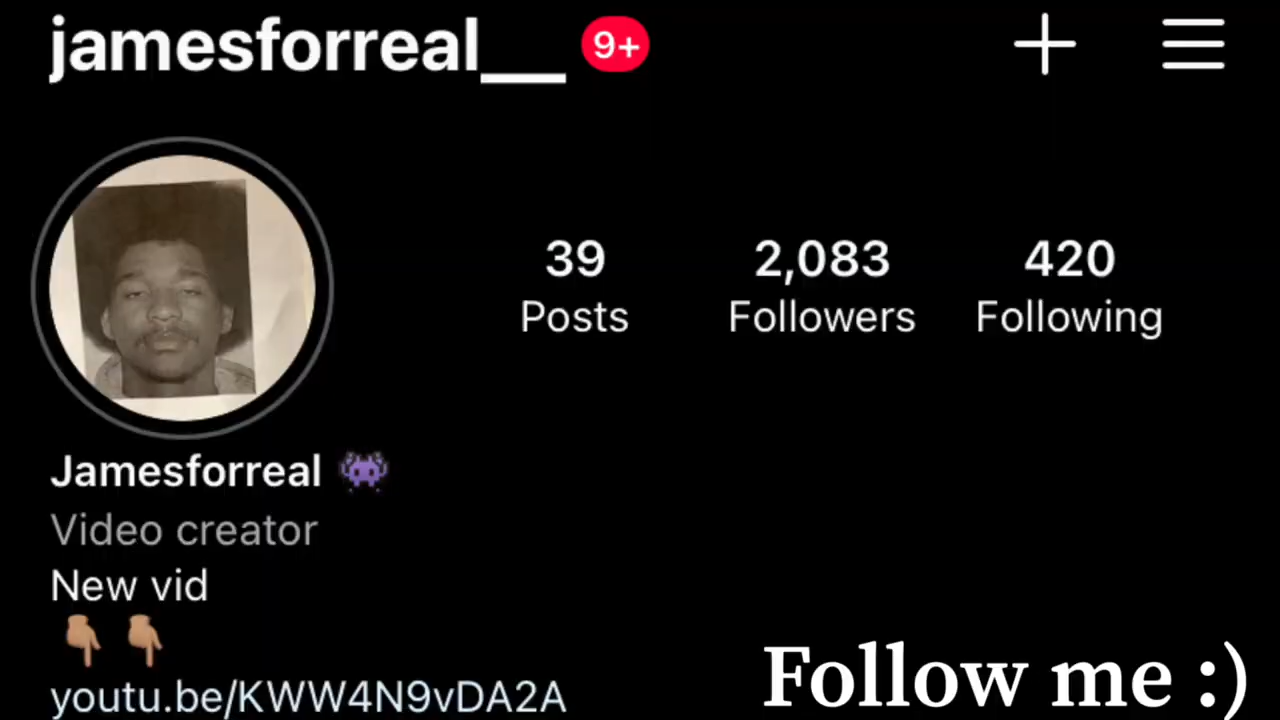 jamesforreal__ 9+
39 2,083 420
Posts Followers Following
Jamesforreal 👾
Video creator
New vid
👇🏽 👇🏽
youtu.be/KWW4N9vDA2A
Follow me :)